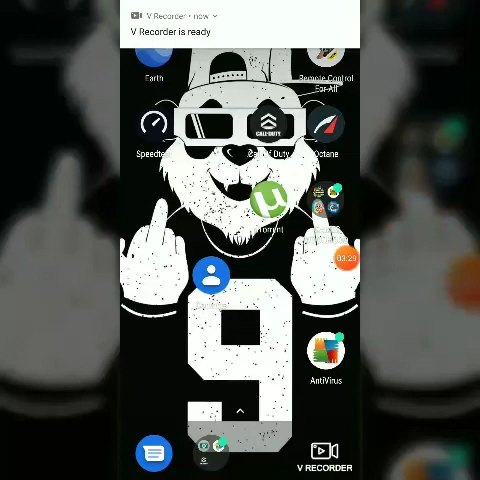 V Recorder • now
V Recorder is ready
Earth
Remote Control
For All
Speedtest
CALL OF DUTY
Call of Duty
Octane
µTorrent
03:29
9
AntiVirus
V RECORDER